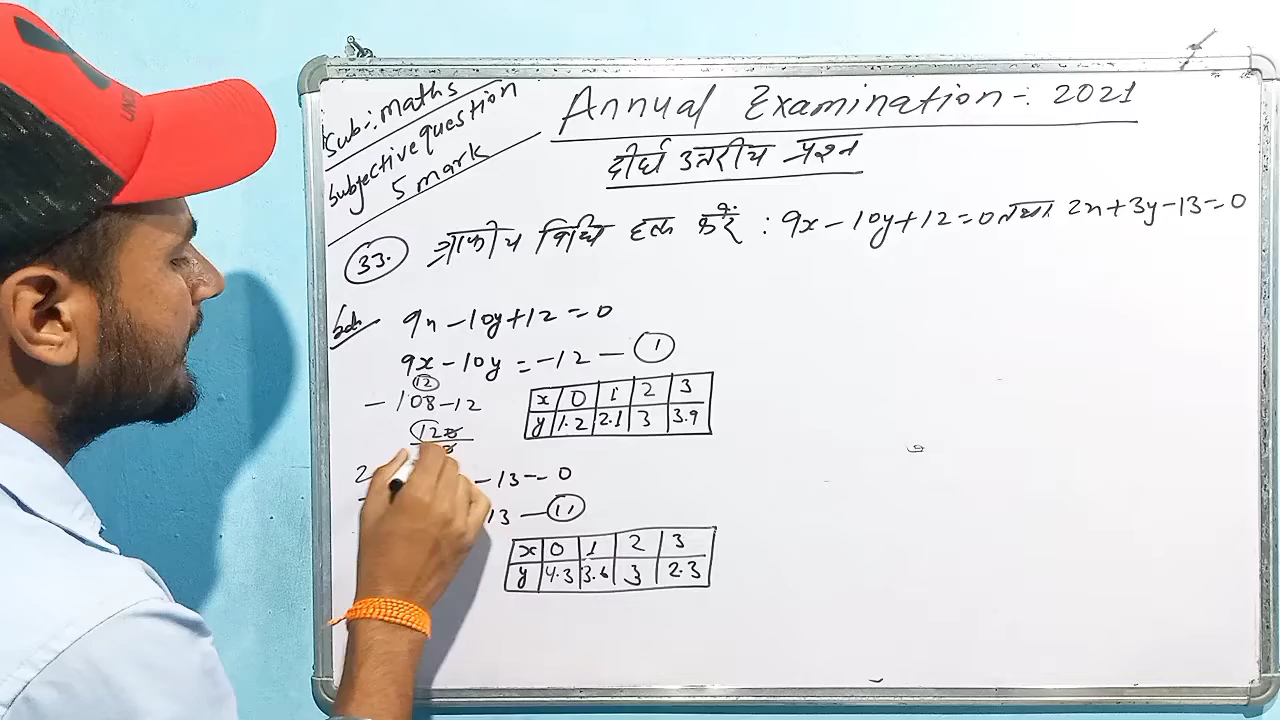 Sub:- maths
Subjective question
5 mark
Annual Examination-: 2021
दीर्घ उत्तरीय प्रश्न
33. ग्राफीय विधि हल करें : 9x - 10y + 12 = 0 तथा 2x + 3y - 13 = 0
Soln 9x - 10y + 12 = 0
9x - 10y = -12 — 1
12
- 108 - 12
120
x 0 1 2 3
y 1.2 2.1 3 3.9
2 - 13 = 0
13 — 11
x 0 1 2 3
y 4.3 3.6 3 2.3